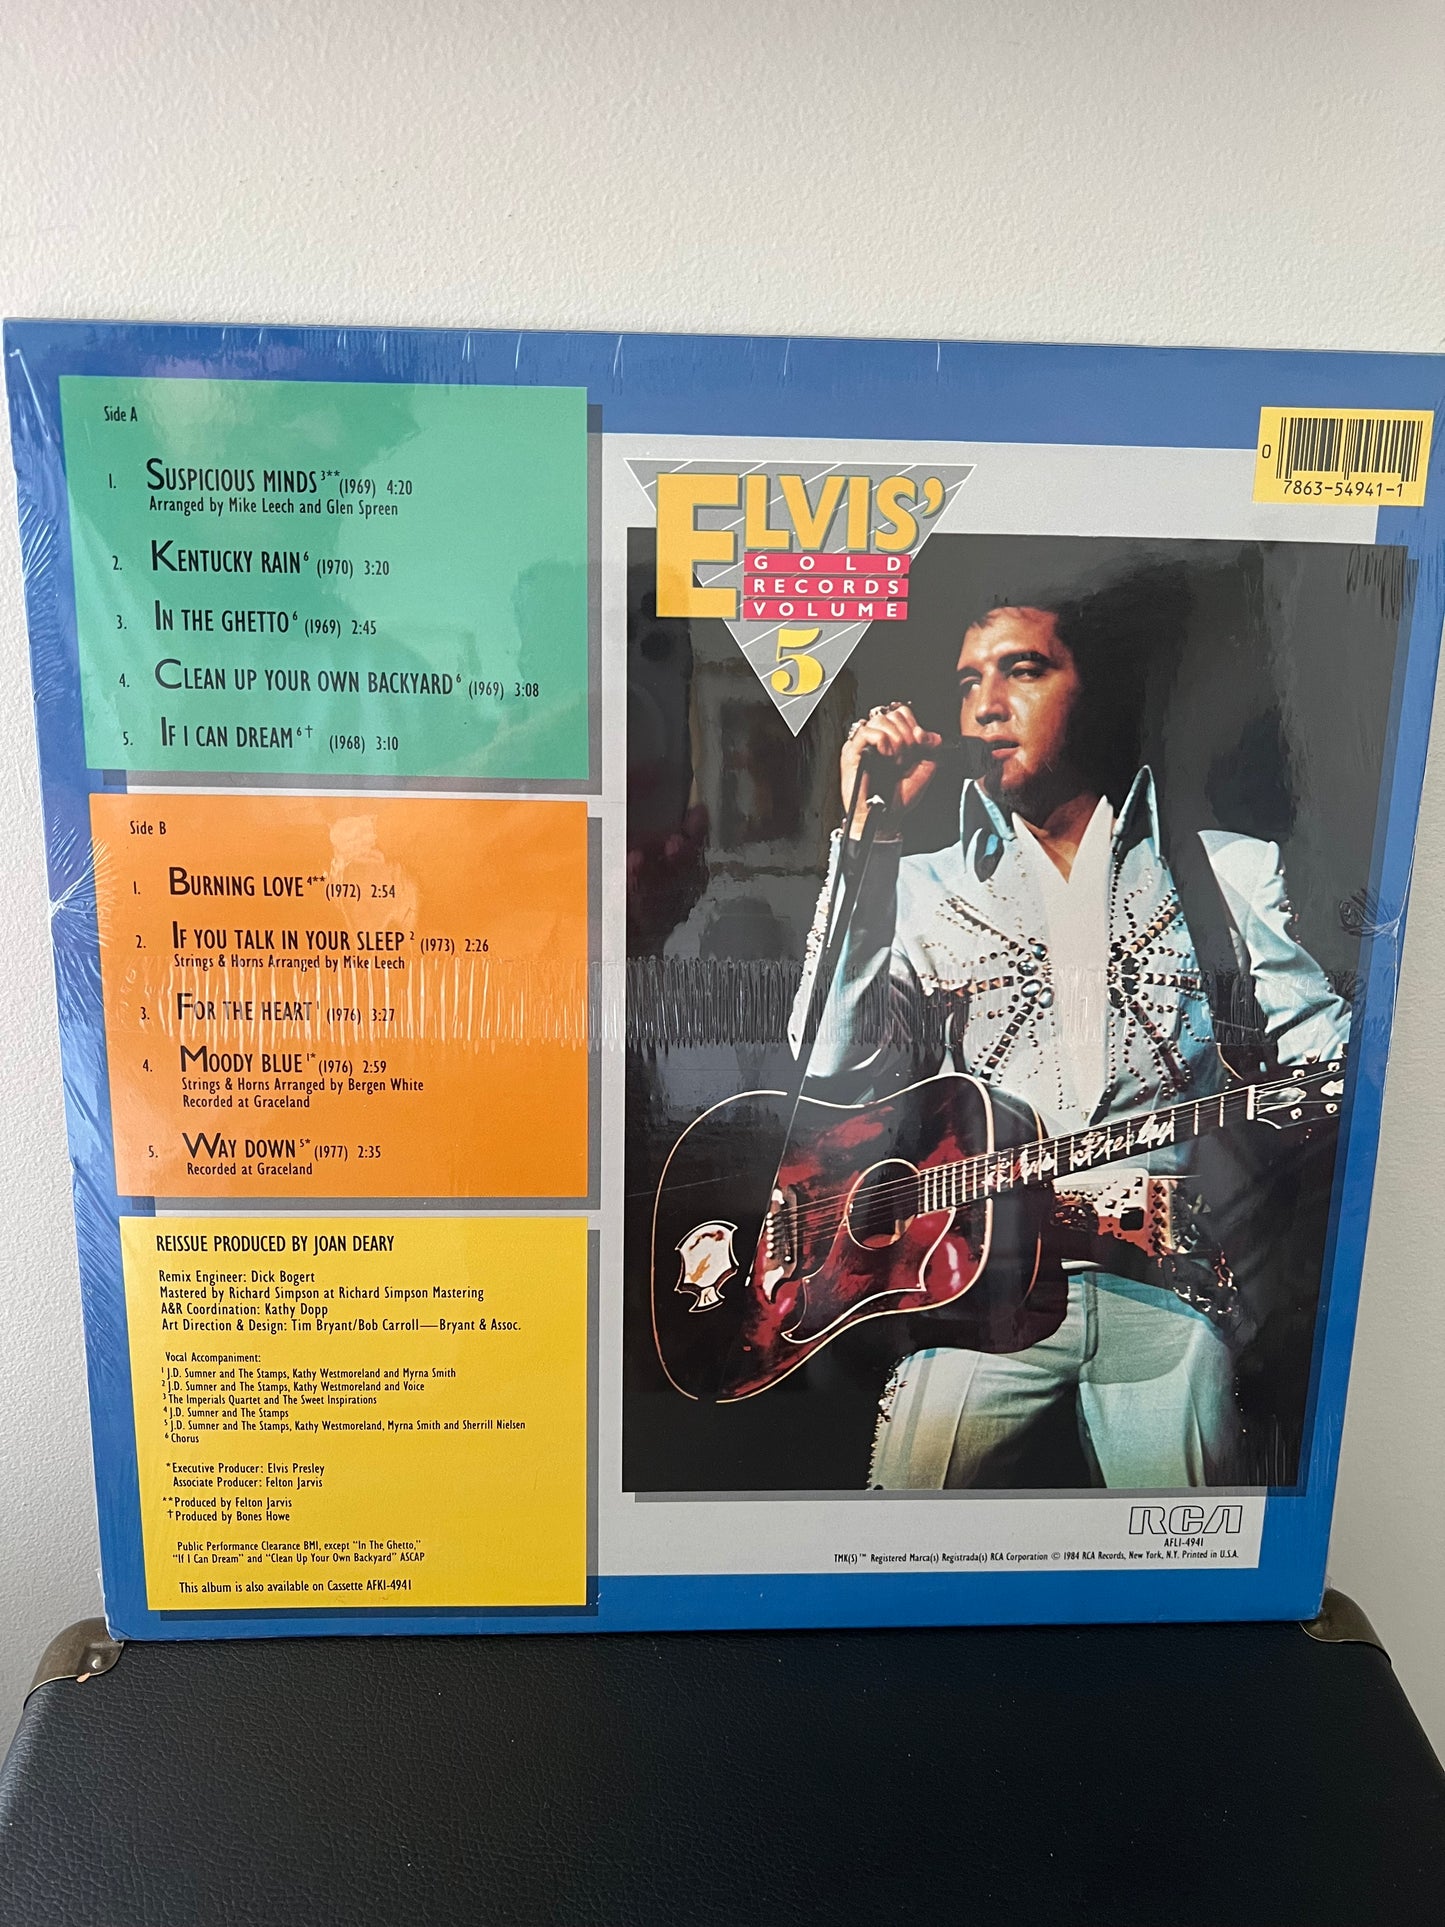 Side A
1. SUSPICIOUS MINDS 3** (1969) 4:20
Arranged by Mike Leech and Glen Spreen
2. KENTUCKY RAIN 6 (1970) 3:20
3. IN THE GHETTO 6 (1969) 2:45
4. CLEAN UP YOUR OWN BACKYARD 6 (1969) 3:08
5. IF I CAN DREAM 6† (1968) 3:10
Side B
1. BURNING LOVE 4** (1972) 2:54
2. IF YOU TALK IN YOUR SLEEP 2 (1973) 2:26
Strings & Horns Arranged by Mike Leech
3. FOR THE HEART 1 (1976) 3:27
4. MOODY BLUE 1* (1976) 2:59
Strings & Horns Arranged by Bergen White
Recorded at Graceland
5. WAY DOWN 5* (1977) 2:35
Recorded at Graceland
REISSUE PRODUCED BY JOAN DEARY
Remix Engineer: Dick Bogert
Mastered by Richard Simpson at Richard Simpson Mastering
A&R Coordination: Kathy Dopp
Art Direction & Design: Tim Bryant/Bob Carroll—Bryant & Assoc.
Vocal Accompaniment:
1 J.D. Sumner and The Stamps, Kathy Westmoreland and Myrna Smith
2 J.D. Sumner and The Stamps, Kathy Westmoreland and Voice
3 The Imperials Quartet and The Sweet Inspirations
4 J.D. Sumner and The Stamps
5 J.D. Sumner and The Stamps, Kathy Westmoreland, Myrna Smith and Sherrill Nielsen
6 Chorus
*Executive Producer: Elvis Presley
Associate Producer: Felton Jarvis
**Produced by Felton Jarvis
†Produced by Bones Howe
Public Performance Clearance BMI, except "In The Ghetto,"
"If I Can Dream" and "Clean Up Your Own Backyard" ASCAP
This album is also available on Cassette AFK1-4941
ELVIS'
GOLD
RECORDS
VOLUME
5
0
7863-54941-1
Elvis Presley
K
RCA
AFL1-4941
TMK(S)™ Registered Marca(s) Registrada(s) RCA Corporation © 1984 RCA Records, New York, N.Y. Printed in U.S.A.